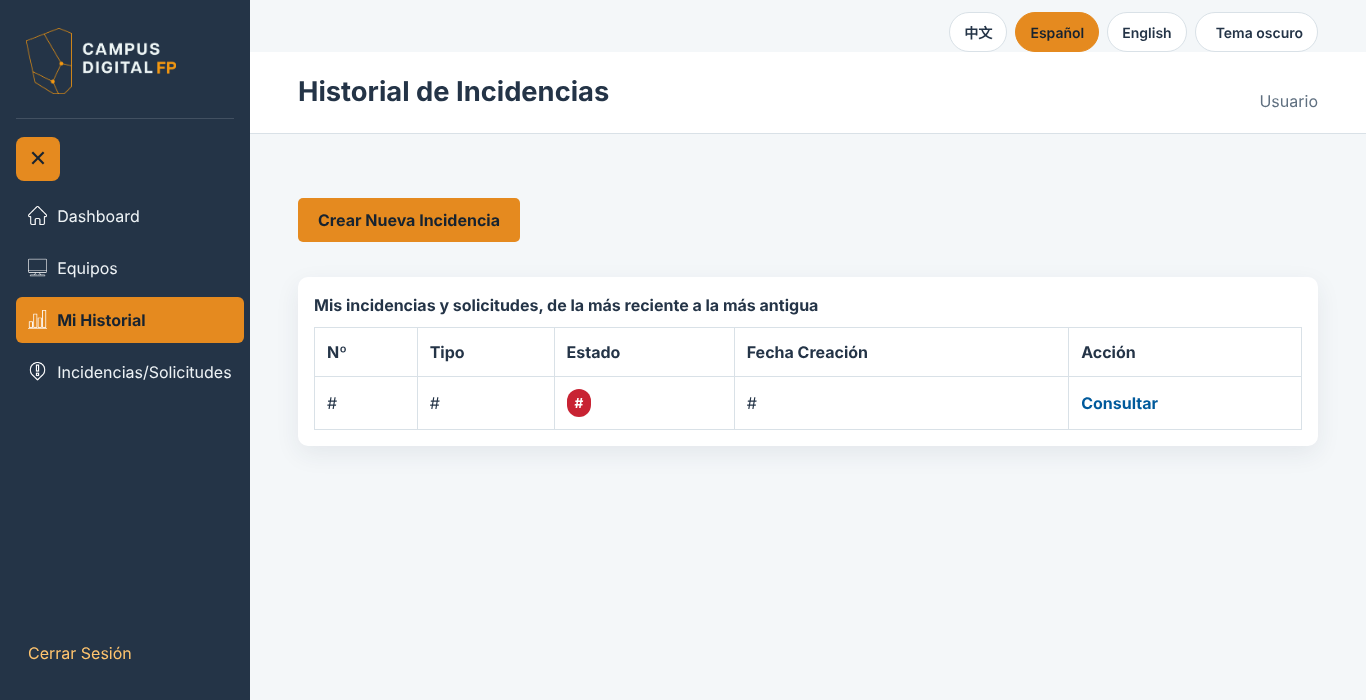 CAMPUS
DIGITAL FP
Dashboard
Equipos
Mi Historial
Incidencias/Solicitudes
Cerrar Sesión
中文 Español English Tema oscuro
Historial de Incidencias
Usuario
Crear Nueva Incidencia
Mis incidencias y solicitudes, de la más reciente a la más antigua
Nº Tipo Estado Fecha Creación Acción
# # # # Consultar